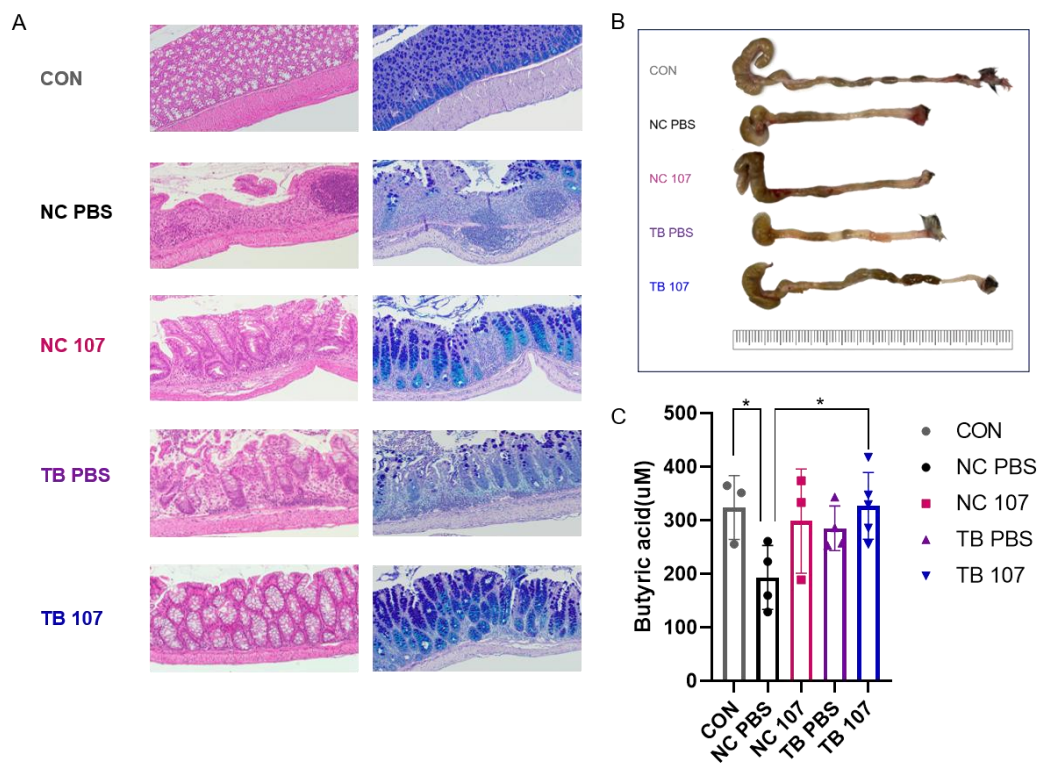 A
CON
NC PBS
NC 107
TB PBS
TB 107
B
CON
NC PBS
NC 107
TB PBS
TB 107
C
Butyric acid(uM)
500
400
300
200
100
0
*
*
CON
NC PBS
NC 107
TB PBS
TB 107
CON
NC PBS
NC 107
TB PBS
TB 107